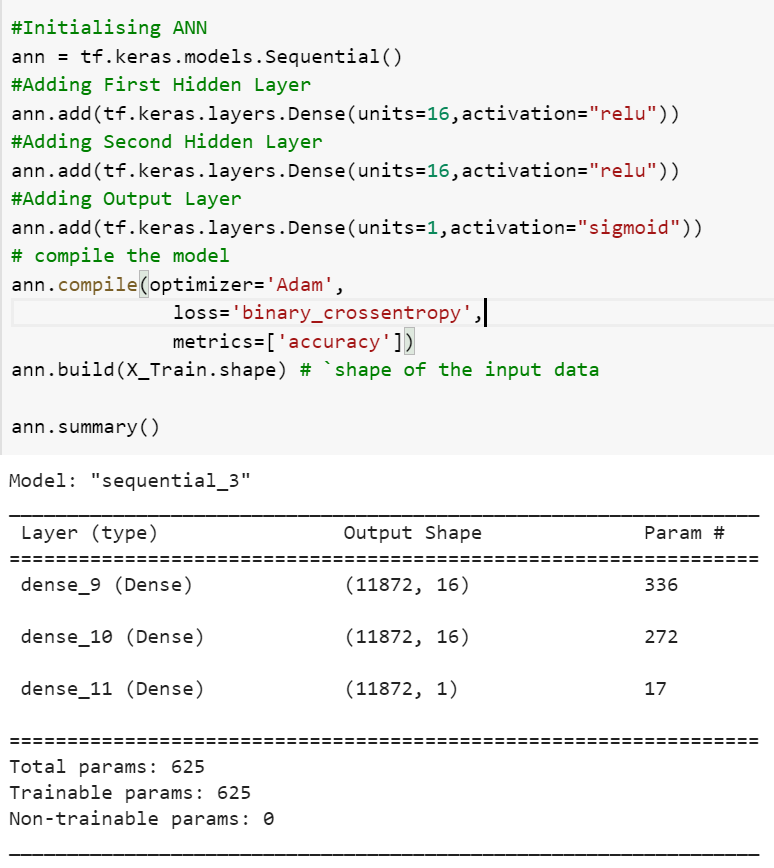 #Initialising ANN
ann = tf.keras.models.Sequential()
#Adding First Hidden Layer
ann.add(tf.keras.layers.Dense(units=16,activation="relu"))
#Adding Second Hidden Layer
ann.add(tf.keras.layers.Dense(units=16,activation="relu"))
#Adding Output Layer
ann.add(tf.keras.layers.Dense(units=1,activation="sigmoid"))
# compile the model
ann.compile(optimizer='Adam',
              loss='binary_crossentropy',
              metrics=['accuracy'])
ann.build(X_Train.shape) # `shape of the input data
ann.summary()
Model: "sequential_3"
_________________________________________________________________
 Layer (type)                Output Shape              Param #
=================================================================
 dense_9 (Dense)             (11872, 16)               336
 dense_10 (Dense)            (11872, 16)               272
 dense_11 (Dense)            (11872, 1)                17
=================================================================
Total params: 625
Trainable params: 625
Non-trainable params: 0
_________________________________________________________________